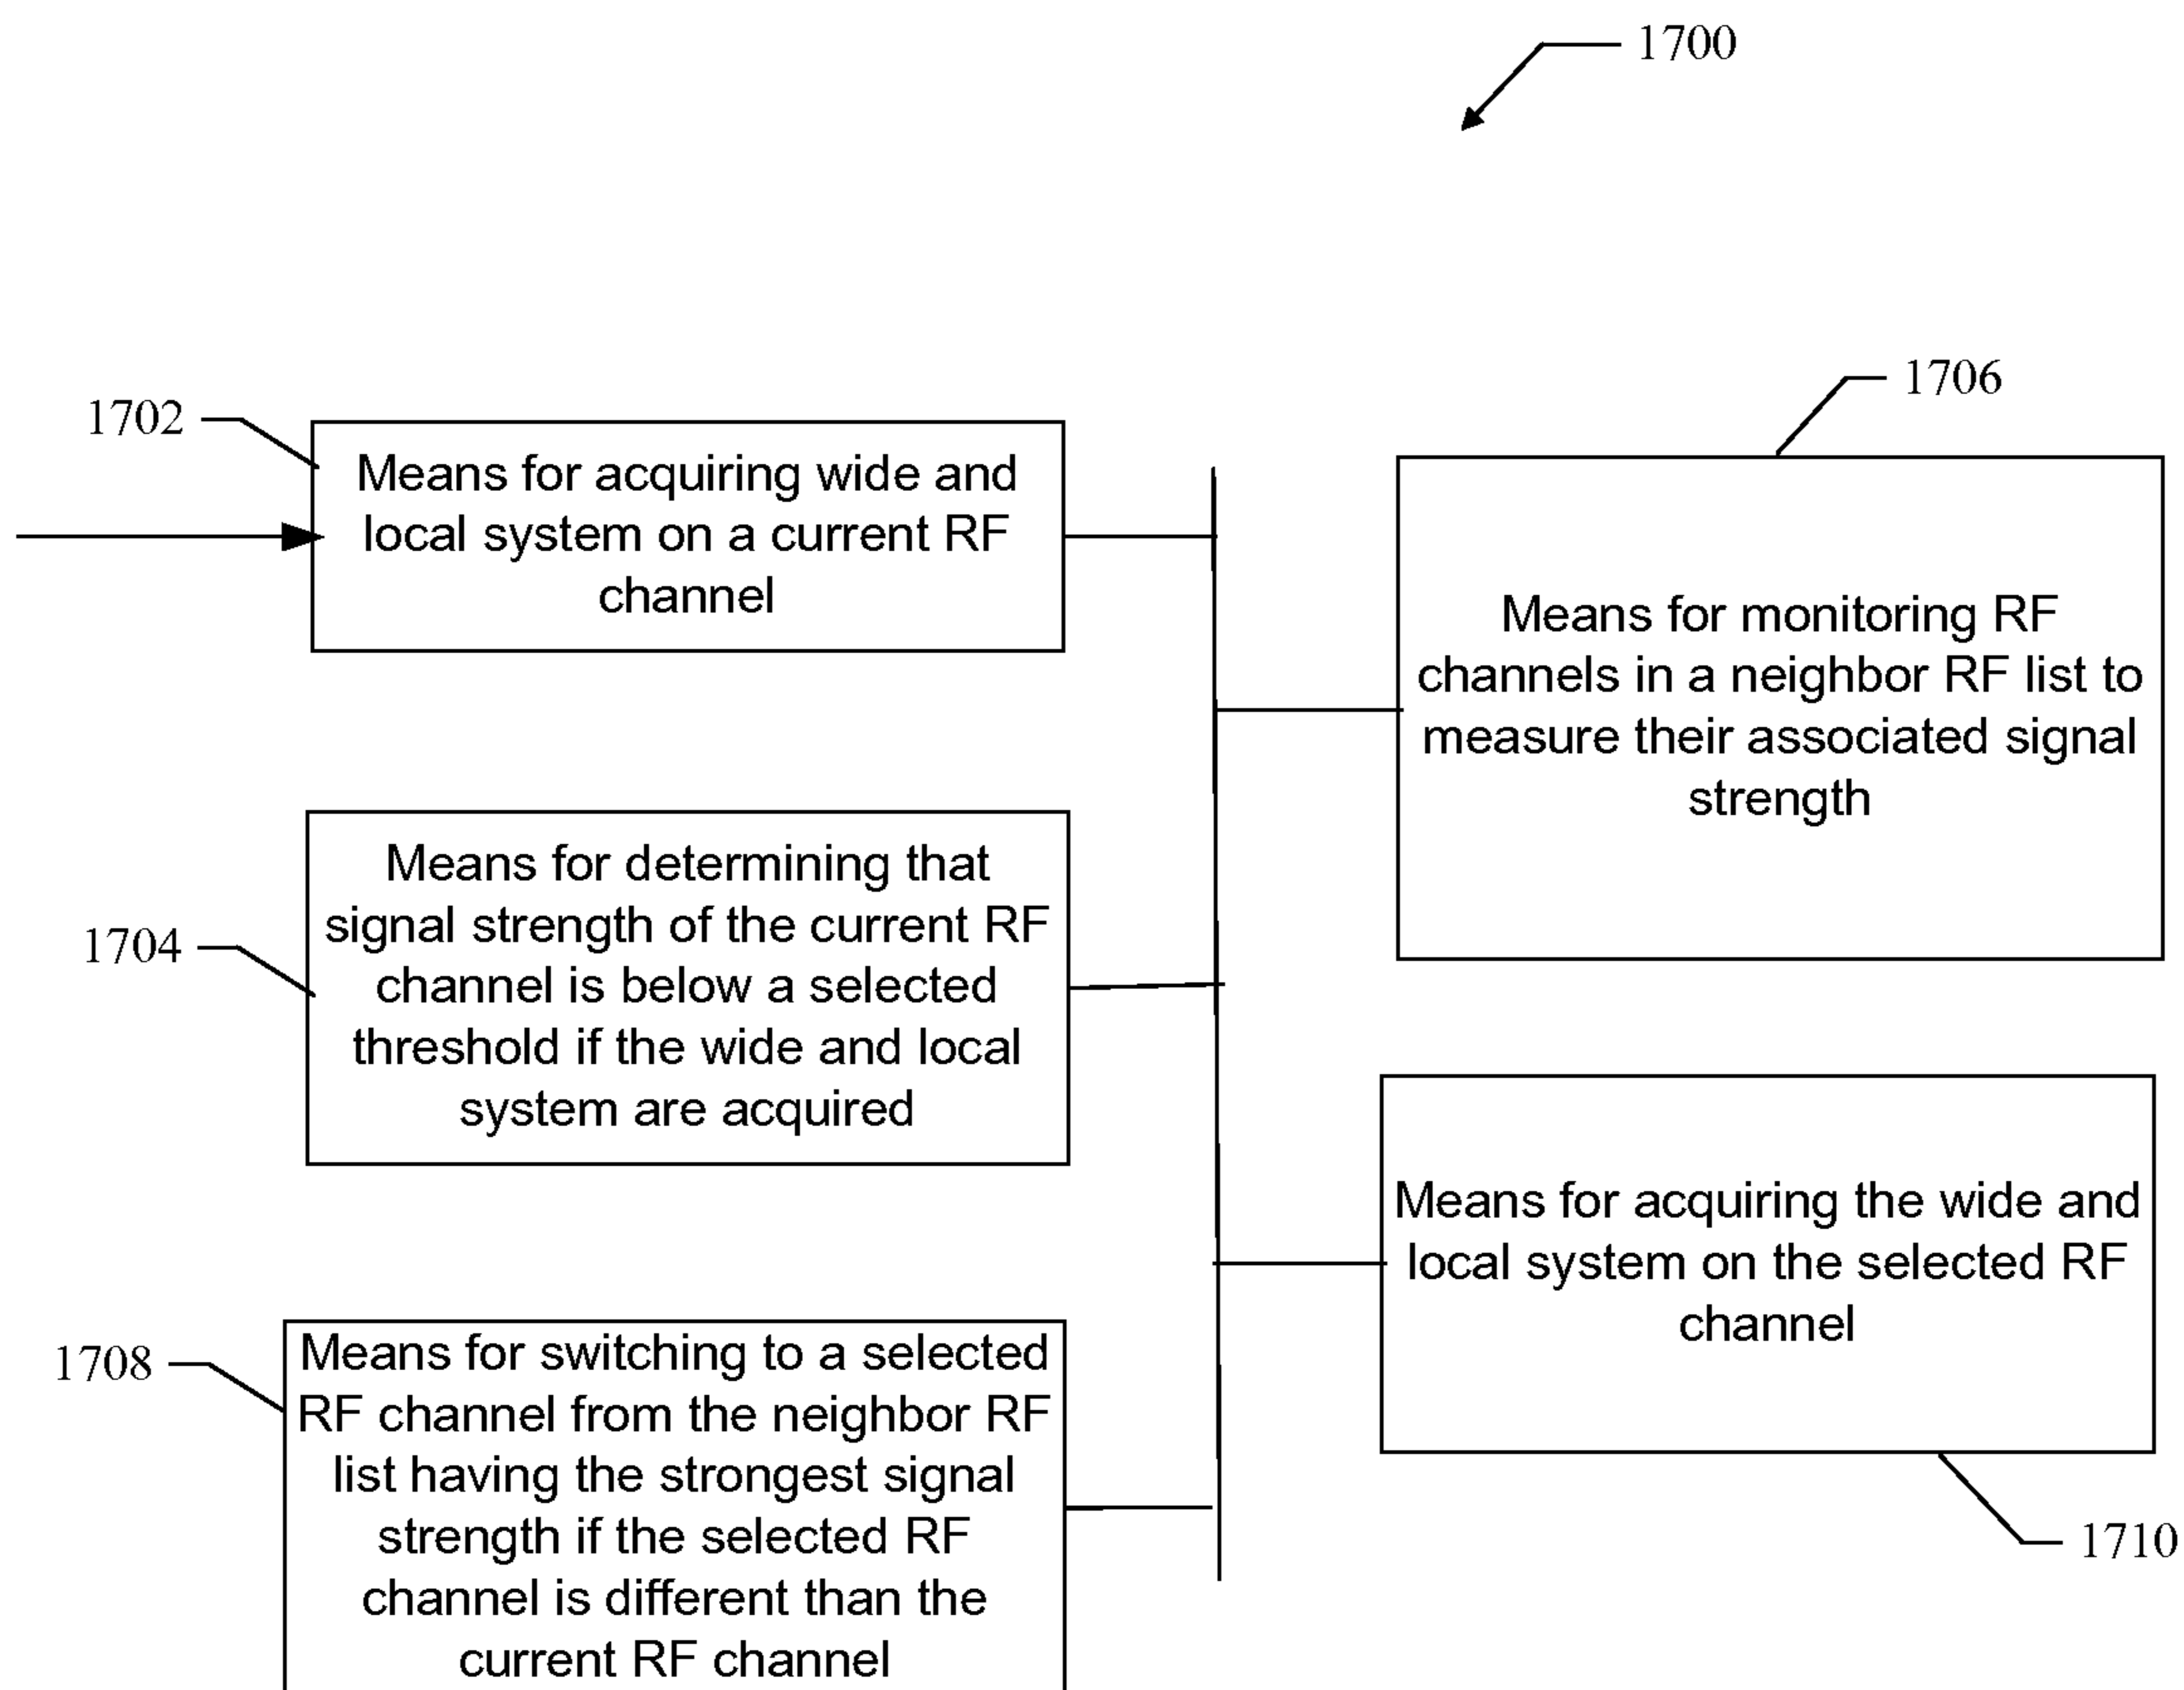 1700
1702
Means for acquiring wide and
local system on a current RF
channel
1706
Means for monitoring RF
channels in a neighbor RF list to
measure their associated signal
strength
1704
Means for determining that
signal strength of the current RF
channel is below a selected
threshold if the wide and local
system are acquired
1708
Means for switching to a selected
RF channel from the neighbor RF
list having the strongest signal
strength if the selected RF
channel is different than the
current RF channel
Means for acquiring the wide and
local system on the selected RF
channel
1710